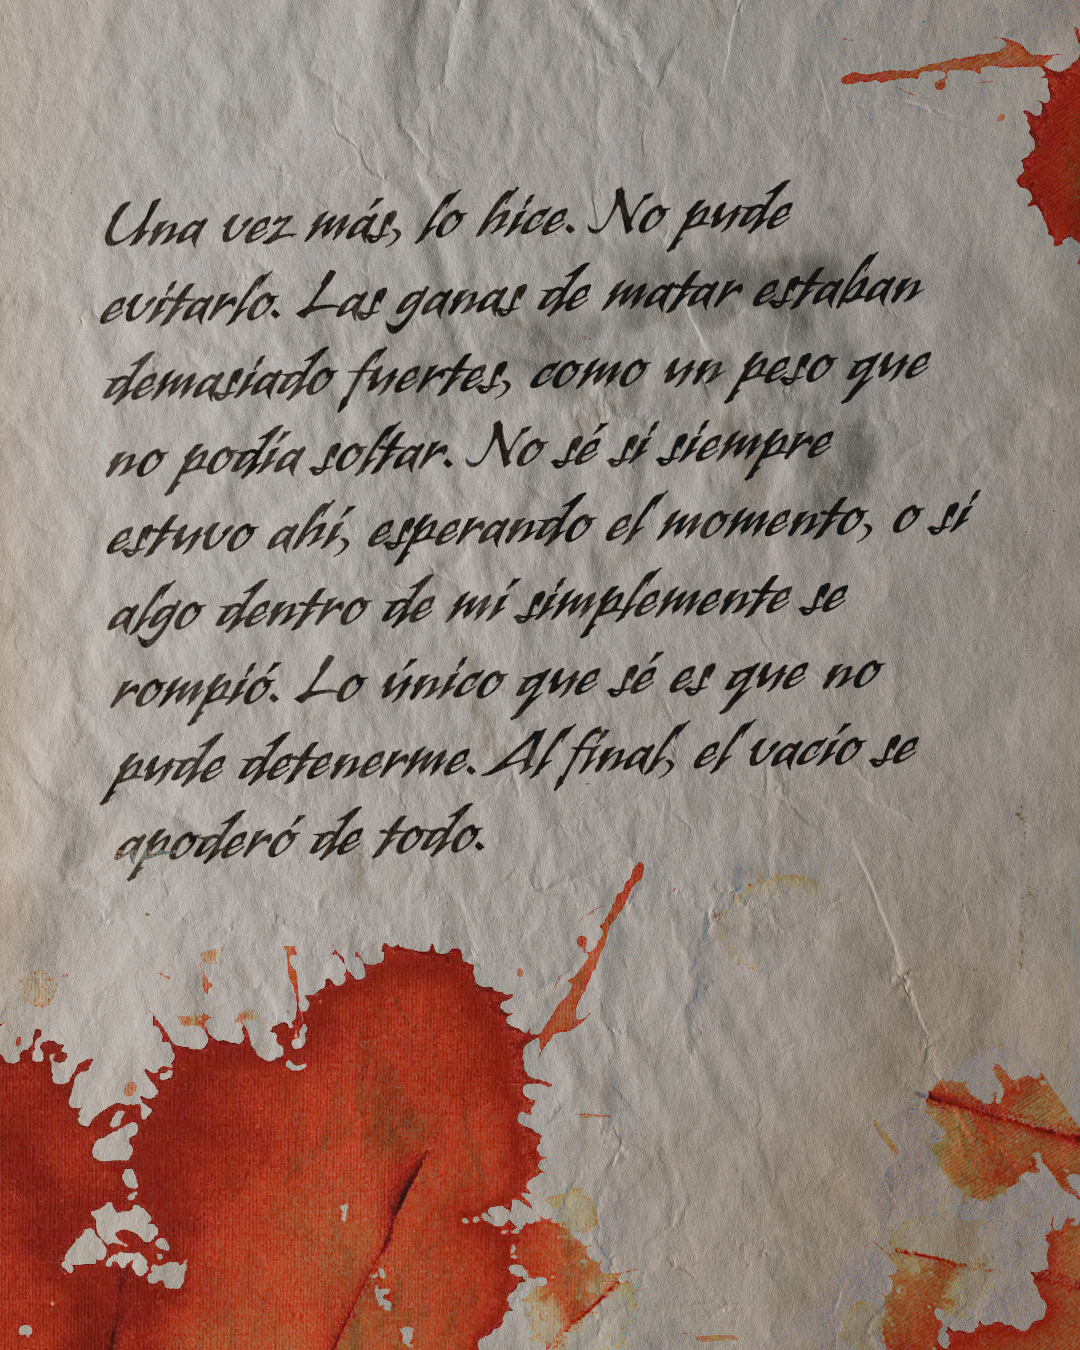 Una vez más, lo hice. No pude
evitarlo. Las ganas de matar estaban
demasiado fuertes, como un peso que
no podía soltar. No sé si siempre
estuvo ahí, esperando el momento, o si
algo dentro de mí simplemente se
rompió. Lo único que sé es que no
pude detenerme. Al final, el vacío se
apoderó de todo.